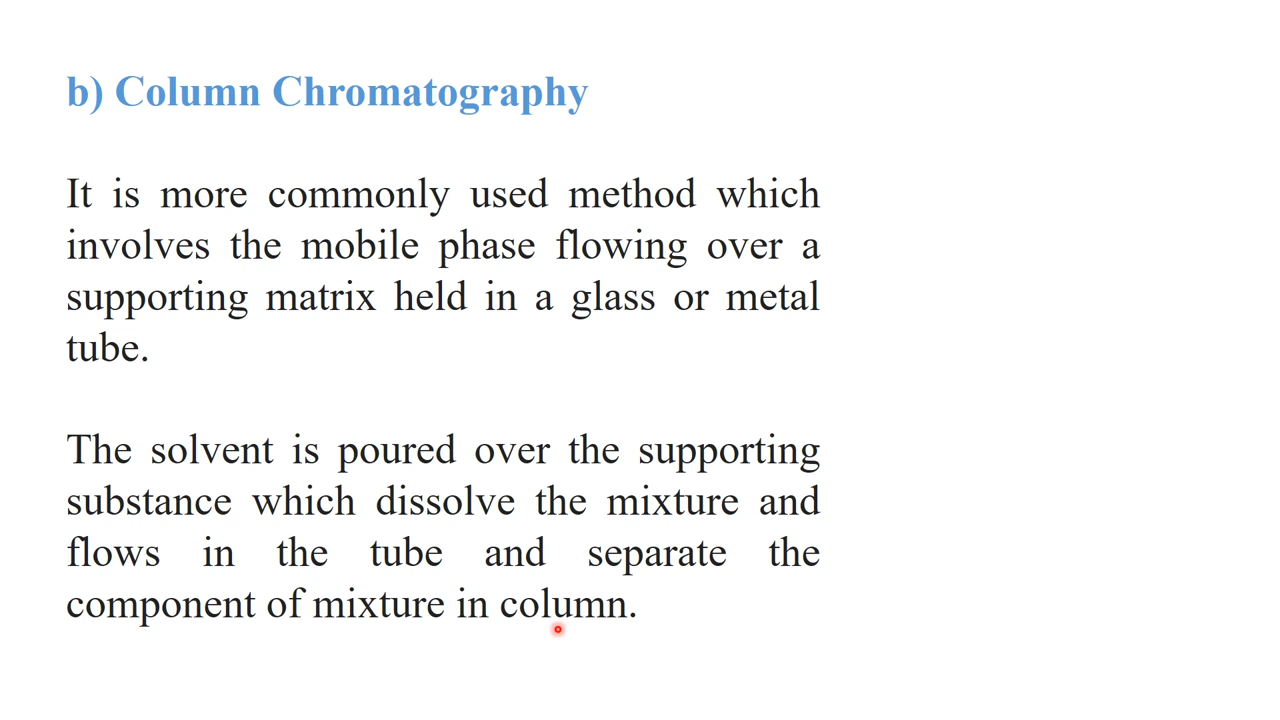 b) Column Chromatography
It is more commonly used method which
involves the mobile phase flowing over a
supporting matrix held in a glass or metal
tube.
The solvent is poured over the supporting
substance which dissolve the mixture and
flows in the tube and separate the
component of mixture in column.